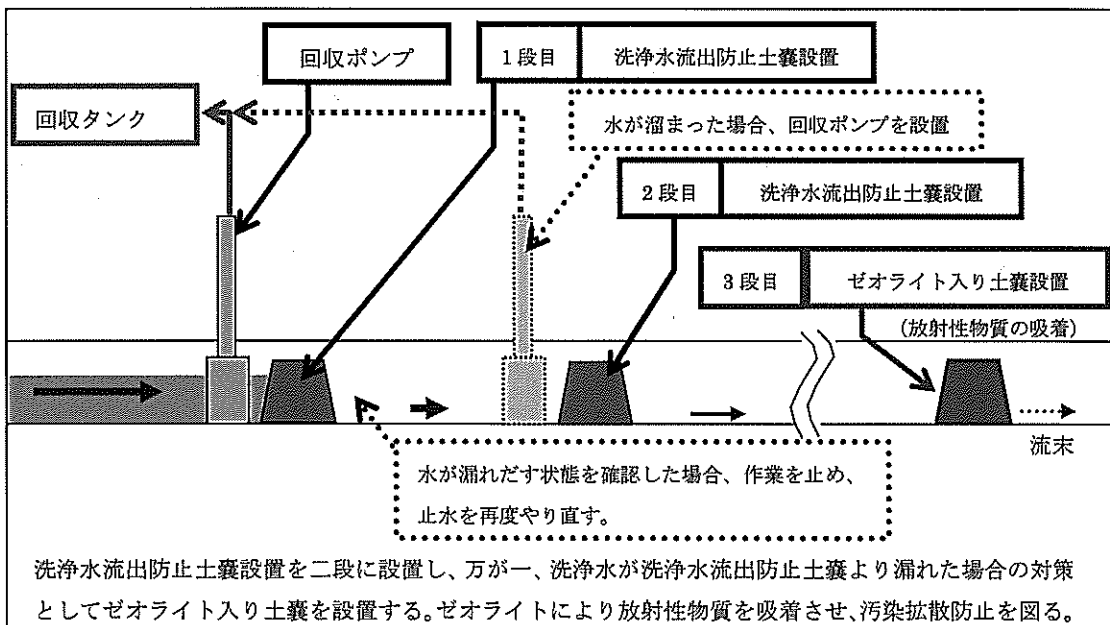 回収ポンプ
1段目 洗浄水流出防止土嚢設置
回収タンク
水が溜まった場合、回収ポンプを設置
2段目 洗浄水流出防止土嚢設置
3段目 ゼオライト入り土嚢設置
(放射性物質の吸着)
流末
水が漏れだす状態を確認した場合、作業を止め、
止水を再度やり直す。
洗浄水流出防止土嚢設置を二段に設置し、万が一、洗浄水が洗浄水流出防止土嚢より漏れた場合の対策
としてゼオライト入り土嚢を設置する。ゼオライトにより放射性物質を吸着させ、汚染拡散防止を図る。